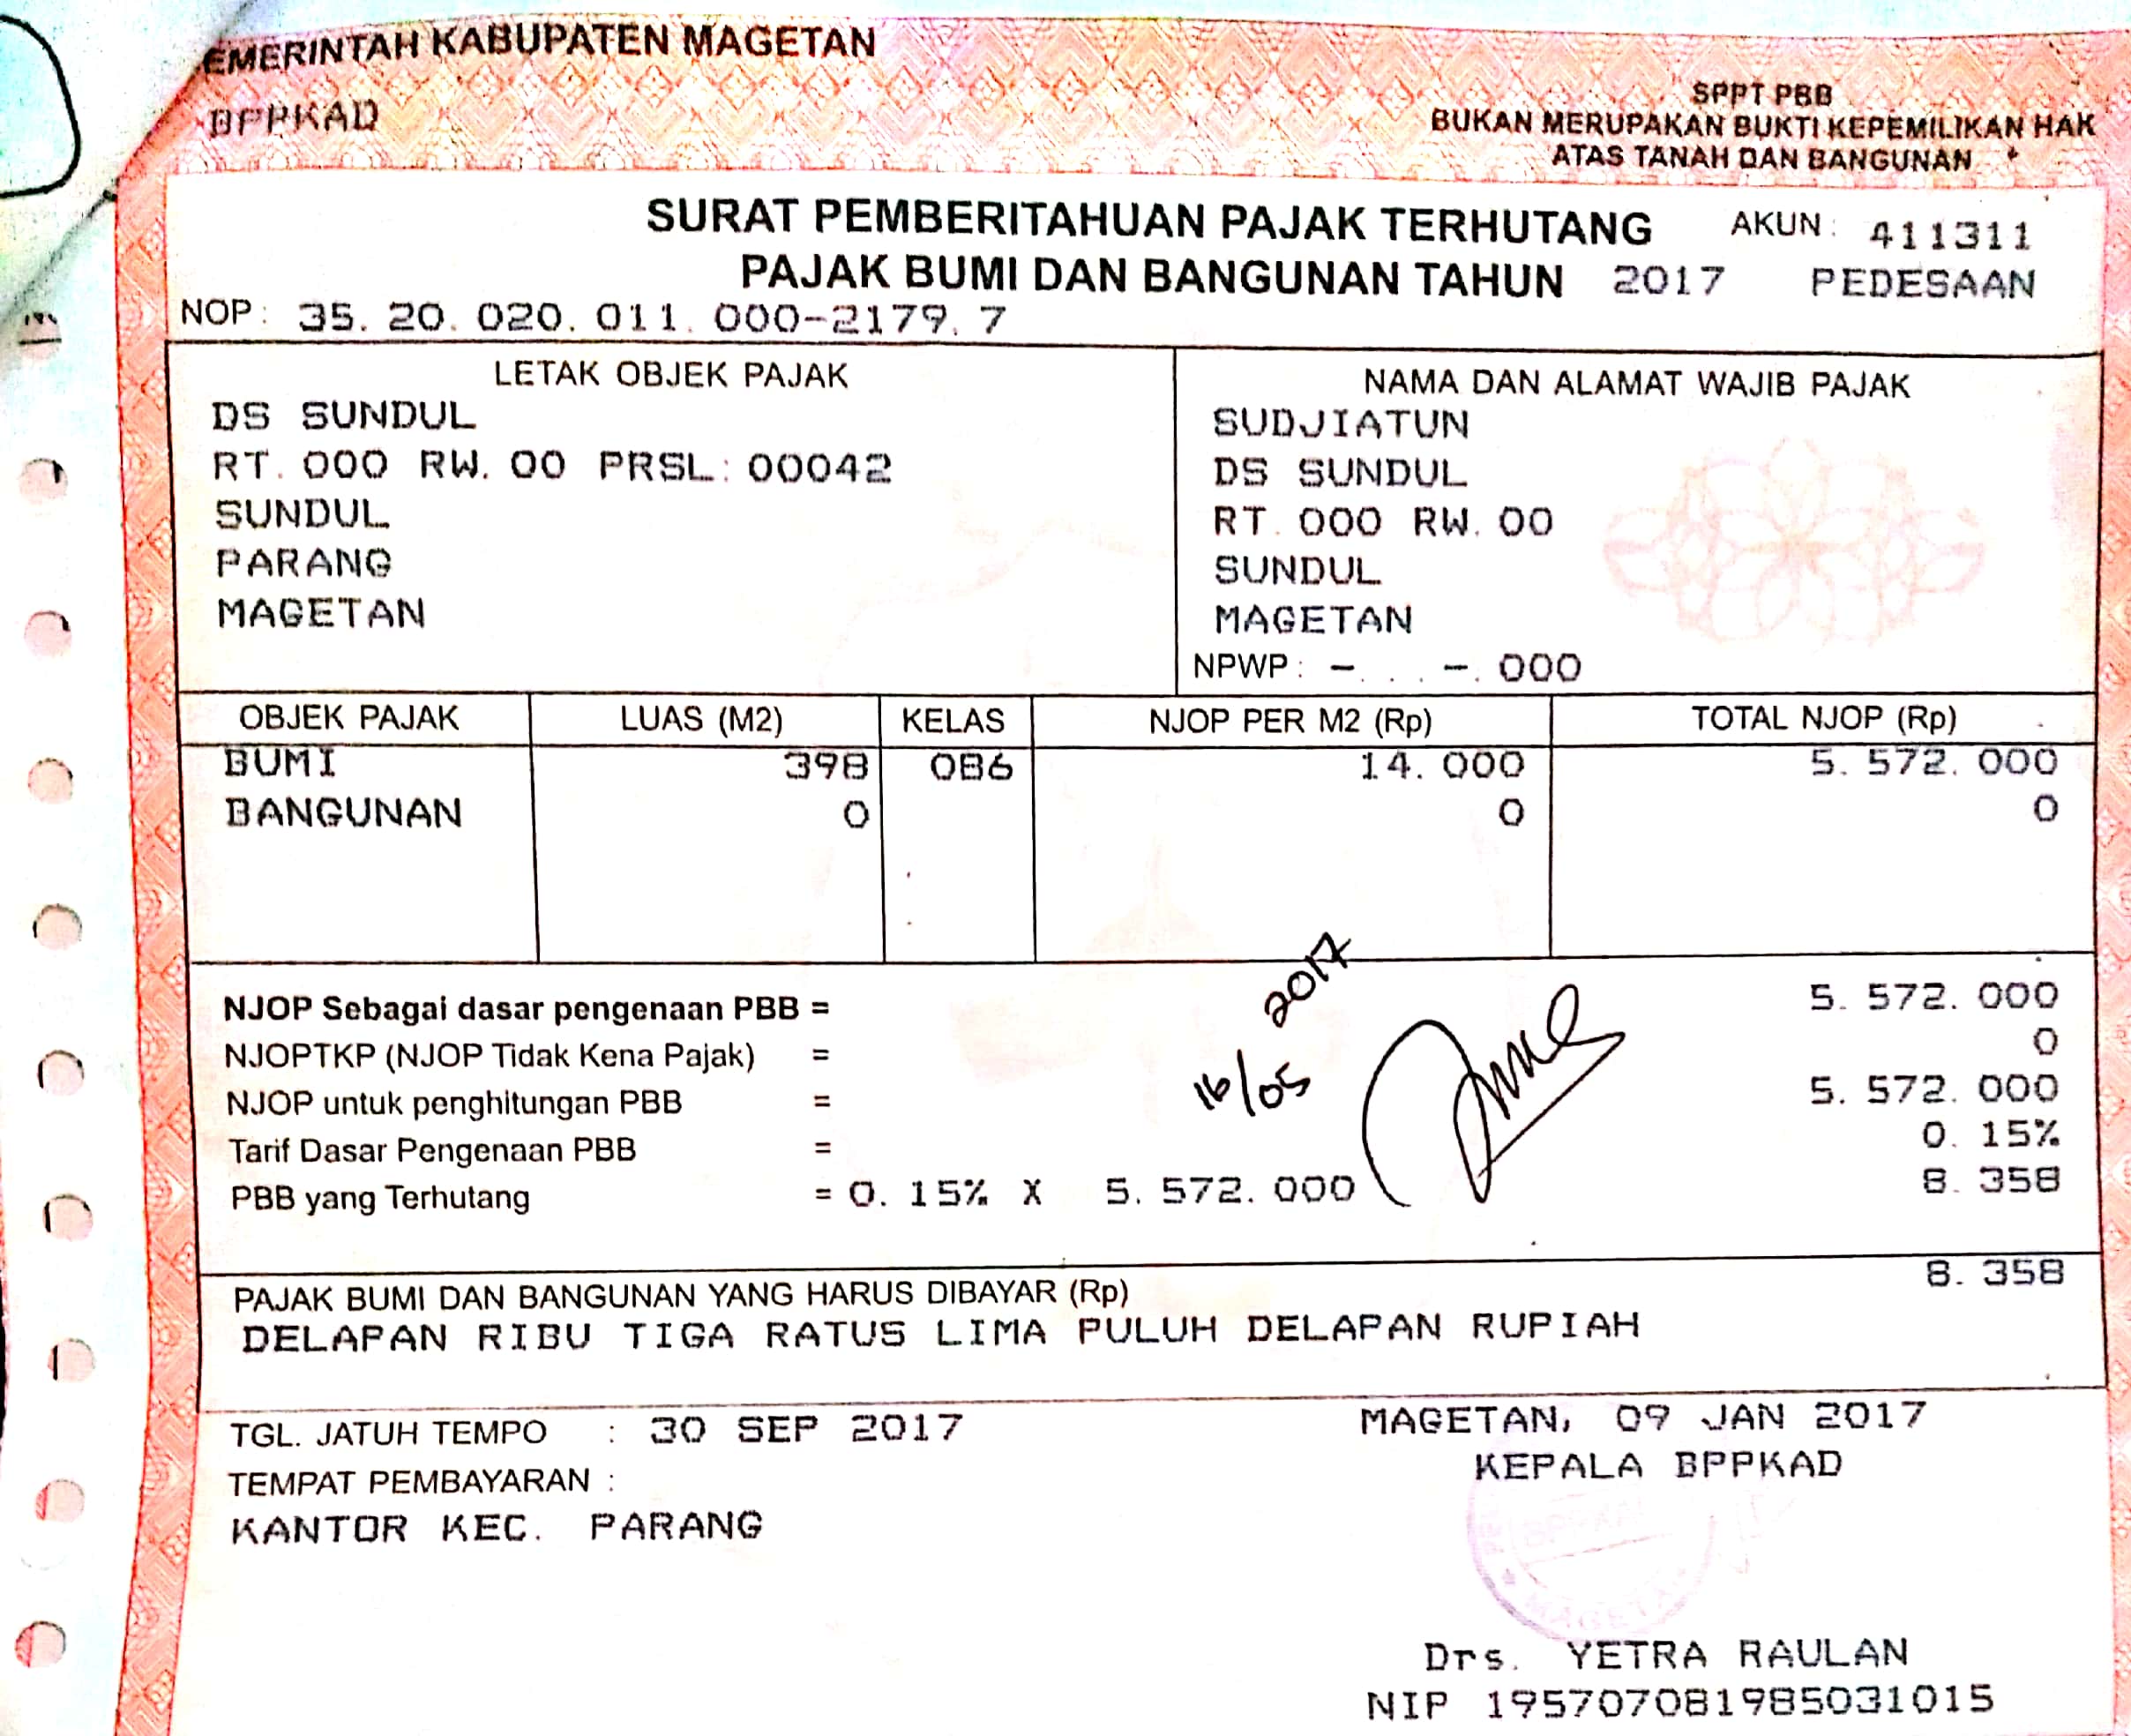 EMERINTAH KABUPATEN MAGETAN
BPPKAD
SPPT PBB
BUKAN MERUPAKAN BUKTI KEPEMILIKAN HAK
ATAS TANAH DAN BANGUNAN
SURAT PEMBERITAHUAN PAJAK TERHUTANG AKUN: 411311
PAJAK BUMI DAN BANGUNAN TAHUN 2017 PEDESAAN
NOP: 35. 20. 020. 011. 000-2179. 7
LETAK OBJEK PAJAK
DS SUNDUL
RT. 000 RW. 00 PRSL: 00042
SUNDUL
PARANG
MAGETAN
NAMA DAN ALAMAT WAJIB PAJAK
SUDJIATUN
DS SUNDUL
RT. 000 RW. 00
SUNDUL
MAGETAN
NPWP: -. . . -. 000
OBJEK PAJAK LUAS (M2) KELAS NJOP PER M2 (Rp) TOTAL NJOP (Rp)
BUMI 398 086 14. 000 5. 572. 000
BANGUNAN 0 0 0
NJOP Sebagai dasar pengenaan PBB = 5. 572. 000
NJOPTKP (NJOP Tidak Kena Pajak) = 0
NJOP untuk penghitungan PBB = 5. 572. 000
Tarif Dasar Pengenaan PBB = 0. 15%
PBB yang Terhutang = 0. 15% X 5. 572. 000 8. 358
16/05 2017
PAJAK BUMI DAN BANGUNAN YANG HARUS DIBAYAR (Rp) 8. 358
DELAPAN RIBU TIGA RATUS LIMA PULUH DELAPAN RUPIAH
TGL. JATUH TEMPO : 30 SEP 2017
TEMPAT PEMBAYARAN :
KANTOR KEC. PARANG
MAGETAN, 09 JAN 2017
KEPALA BPPKAD
Drs. YETRA RAULAN
NIP 195707081985031015